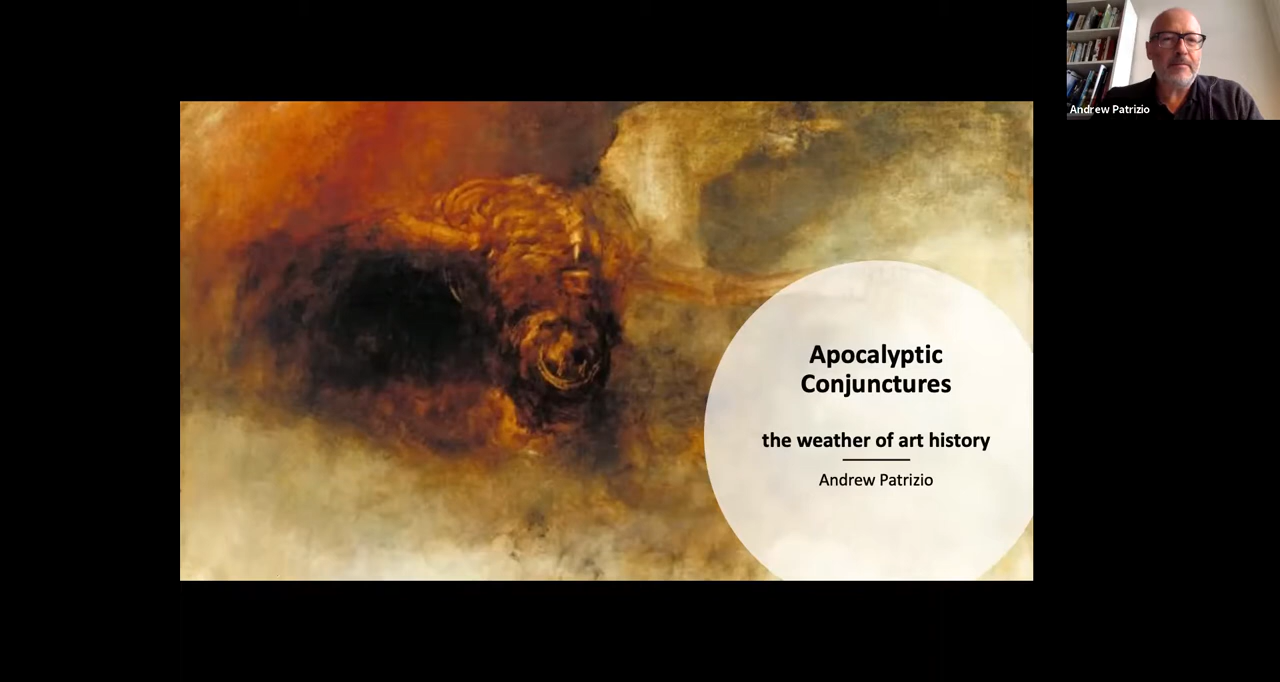 Andrew Patrizio
Apocalyptic
Conjunctures
the weather of art history
Andrew Patrizio